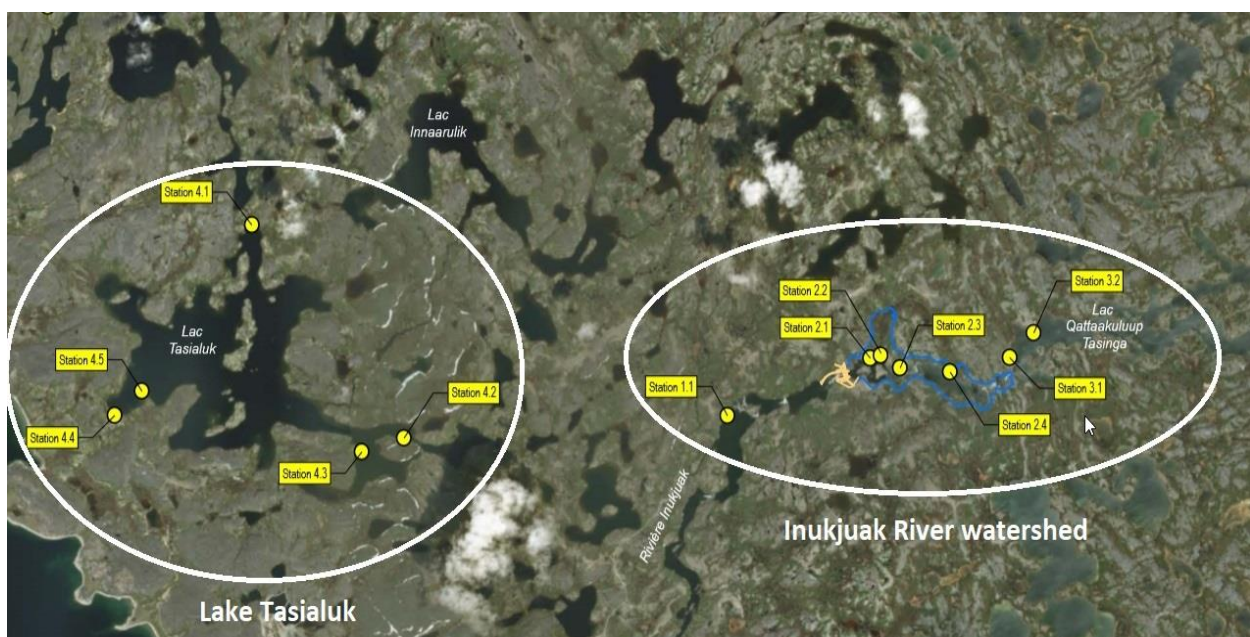 Lac
Innaarulik
Station 4.1
Station 3.2
Station 2.2
Lac
Qattaakuluup
Tasinga
Station 2.1
Station 2.3
Lac
Tasialuk
Station 4.5
Station 3.1
Station 1.1
Station 4.2
Station 2.4
Station 4.4
Station 4.3
Rivière Inukjuak
Inukjuak River watershed
Lake Tasialuk